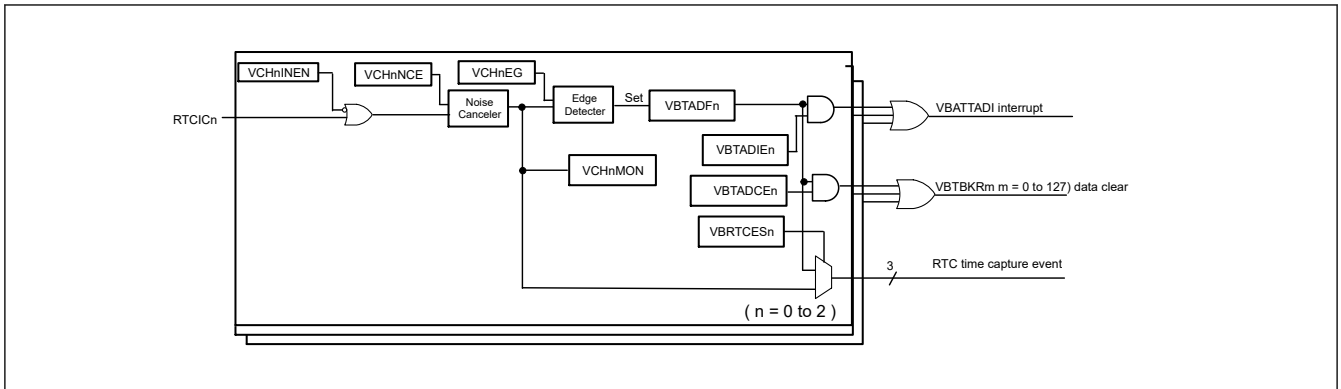 VCHnINEN
VCHnNCE
VCHnEG
RTCICn
Noise
Canceler
Edge
Detecter
Set
VBTADFn
VBATTADI interrupt
VBTADIEn
VCHnMON
VBTADCEn
VBTBKRm m = 0 to 127) data clear
VBRTCESn
3
RTC time capture event
( n = 0 to 2 )